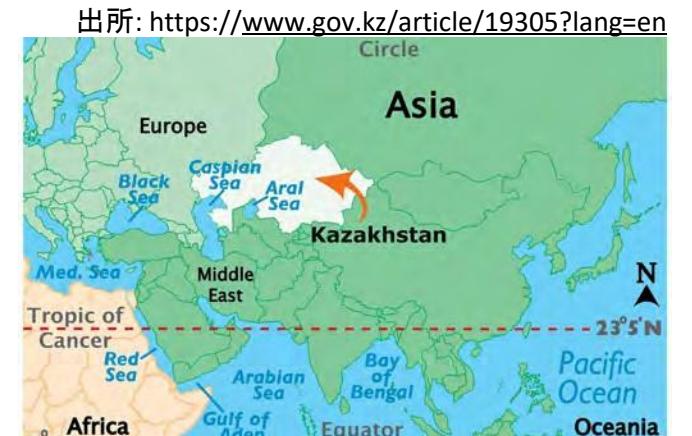 出所: https://www.gov.kz/article/19305?lang=en
Circle
Asia
Europe
Caspian
Sea
Black
Sea
Aral
Sea
Kazakhstan
Med. Sea
Middle
East
N
Tropic of
Cancer
23°5'N
Red
Sea
Arabian
Sea
Bay
of
Bengal
Pacific
Ocean
Africa
Gulf of
Aden
Equator
Oceania